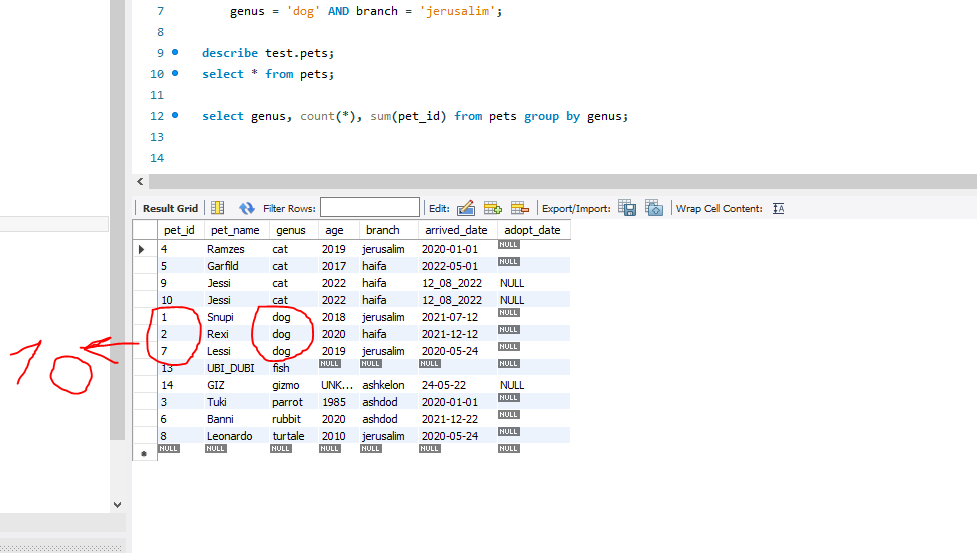 7 genus = 'dog' AND branch = 'jerusalim';
8
9 describe test.pets;
10 select * from pets;
11
12 select genus, count(*), sum(pet_id) from pets group by genus;
13
14
Result Grid Filter Rows: Edit: Export/Import: Wrap Cell Content: IA
pet_id pet_name genus age branch arrived_date adopt_date
4 Ramzes cat 2019 jerusalim 2020-01-01 NULL
5 Garfild cat 2017 haifa 2022-05-01 NULL
9 Jessi cat 2022 haifa 12_08_2022 NULL
10 Jessi cat 2022 haifa 12_08_2022 NULL
1 Snupi dog 2018 jerusalim 2021-07-12 NULL
2 Rexi dog 2020 haifa 2021-12-12 NULL
7 Lessi dog 2019 jerusalim 2020-05-24 NULL
13 UBI_DUBI fish NULL NULL NULL NULL
14 GIZ gizmo UNK... ashkelon 24-05-22 NULL
3 Tuki parrot 1985 ashdod 2020-01-01 NULL
6 Banni rubbit 2020 ashdod 2021-12-22 NULL
8 Leonardo turtale 2010 jerusalim 2020-05-24 NULL
NULL NULL NULL NULL NULL NULL NULL
10